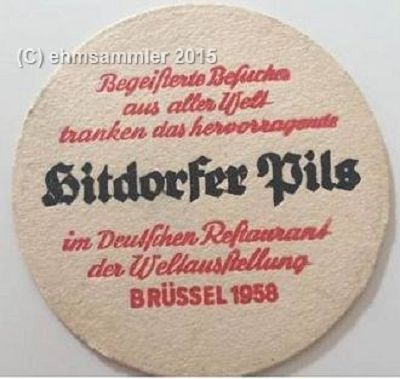 (C) ehmsammler 2015
Begeisterte Besucher
aus aller Welt
tranken das hervorragende
Hitdorfer Pils
im Deutschen Restaurant
der Weltausstellung
BRÜSSEL 1958